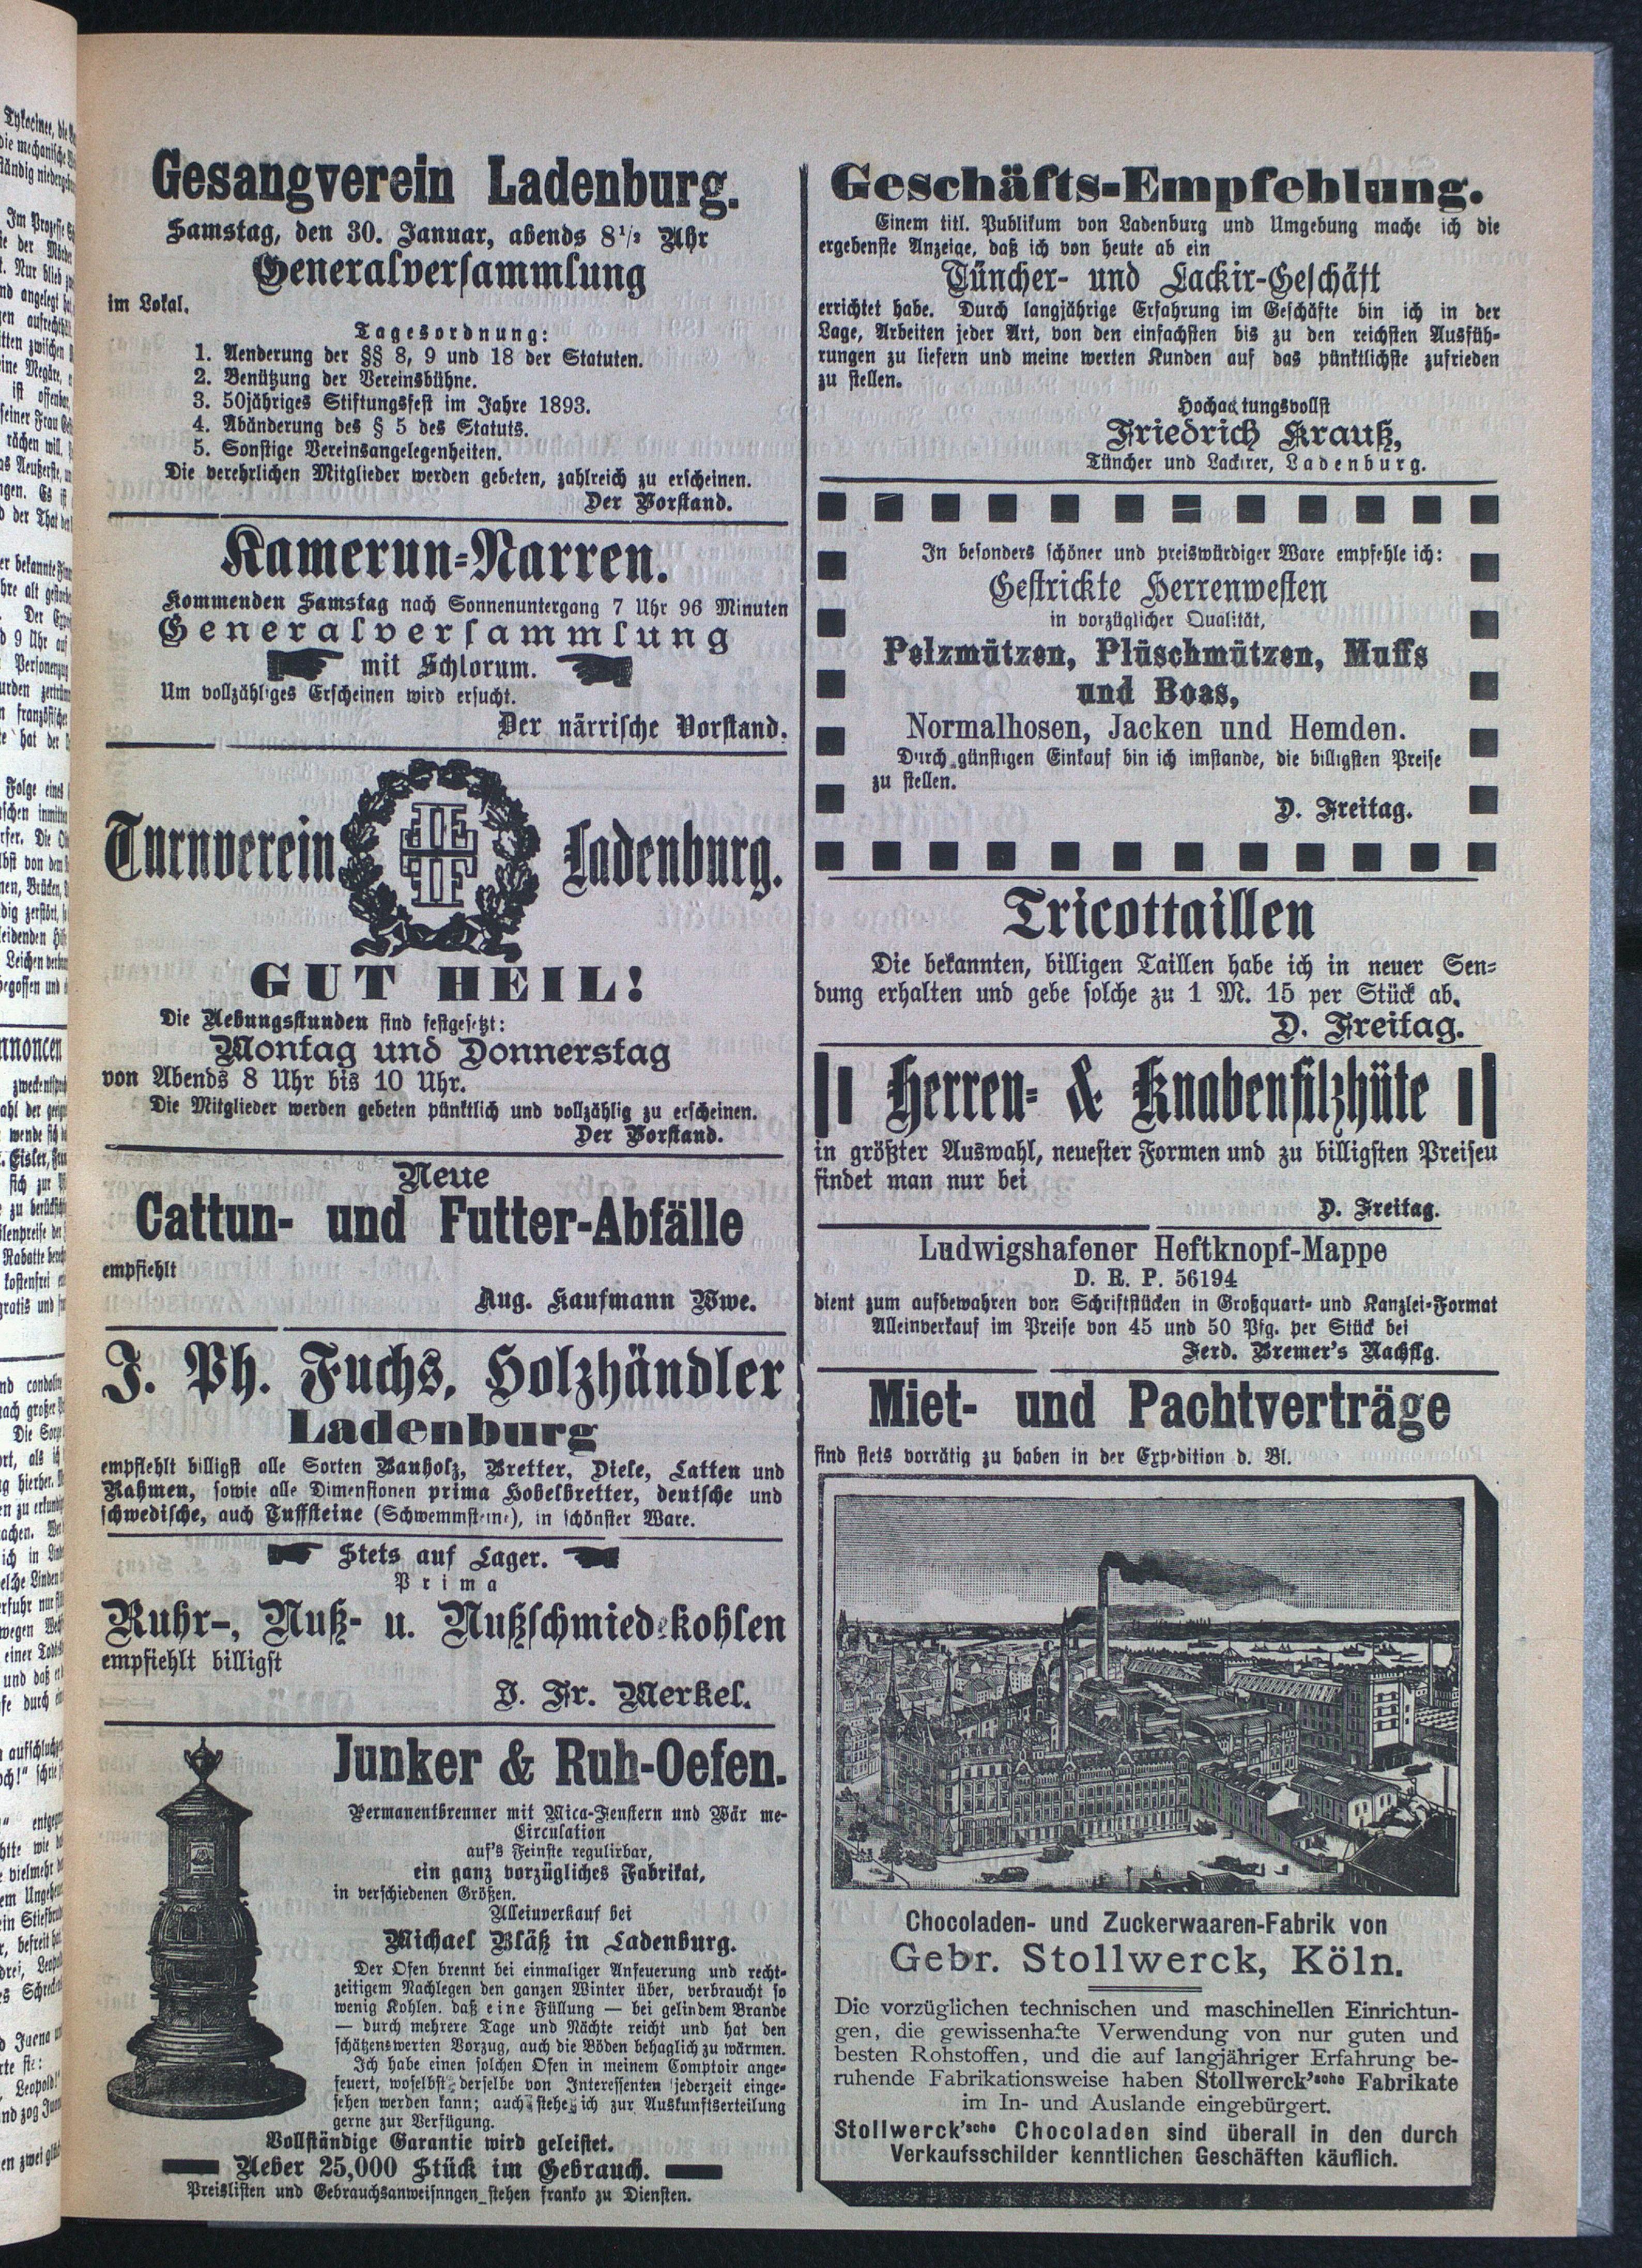 Gesangverein Ladenburg.
Samstag, den 30. Januar, abends 8½ Uhr
Generalversammlung
im Lokal.
Tagesordnung:
1. Aenderung der §§ 8, 9 und 18 der Statuten.
2. Benützung der Vereinsbühne.
3. 50jähriges Stiftungsfest im Jahre 1893.
4. Abänderung des § 5 des Statuts.
5. Sonstige Vereinsangelegenheiten.
Die verehrlichen Mitglieder werden gebeten, zahlreich zu erscheinen.
Der Vorstand.
Kamerun-Narren.
Kommenden Samstag nach Sonnenuntergang 7 Uhr 96 Minuten
Generalversammlung
mit Schlorum.
Um vollzähliges Erscheinen wird ersucht.
Der närrische Vorstand.
Turnverein Ladenburg.
GUT HEIL!
Die Uebungsstunden sind festgesetzt:
Montag und Donnerstag
von Abends 8 Uhr bis 10 Uhr.
Die Mitglieder werden gebeten pünktlich und vollzählig zu erscheinen.
Der Vorstand.
Neue
Cattun- und Futter-Abfälle
empfiehlt
Aug. Kaufmann Wwe.
J. Ph. Fuchs, Holzhändler
Ladenburg
empfiehlt billigst alle Sorten Bauholz, Bretter, Diele, Latten und
Rahmen, sowie alle Dimensionen prima Hobelbretter, deutsche und
schwedische, auch Tuffsteine (Schwemmsteine), in schönster Ware.
Stets auf Lager.
Prima
Ruhr-, Nuß- u. Nußschmiedekohlen
empfiehlt billigst
J. Fr. Merkel.
Junker & Ruh-Oefen.
Permanentbrenner mit Mica-Fenstern und Wärme-
Circulation
auf's Feinste regulirbar,
ein ganz vorzügliches Fabrikat,
in verschiedenen Größen.
Alleinverkauf bei
Michael Bläß in Ladenburg.
Der Ofen brennt bei einmaliger Anfeuerung und recht-
zeitigem Nachlegen den ganzen Winter über, verbraucht so
wenig Kohlen. daß eine Füllung — bei gelindem Brande
— durch mehrere Tage und Nächte reicht und hat den
schätzenswerten Vorzug, auch die Böden behaglich zu wärmen.
Ich habe einen solchen Ofen in meinem Comptoir ange-
feuert, woselbst derselbe von Interessenten jederzeit einge-
sehen werden kann; auch stehe ich zur Auskunftserteilung
gerne zur Verfügung.
Vollständige Garantie wird geleistet.
Ueber 25,000 Stück im Gebrauch.
Preislisten und Gebrauchsanweisnngen stehen franko zu Diensten.
Geschäfts-Empfehlung.
Einem titl. Publikum von Ladenburg und Umgebung mache ich die
ergebenste Anzeige, daß ich von heute ab ein
Tüncher- und Lackir-Geschäft
errichtet habe. Durch langjährige Erfahrung im Geschäfte bin ich in der
Lage, Arbeiten jeder Art, von den einfachsten bis zu den reichsten Ausfüh-
rungen zu liefern und meine werten Kunden auf das pünktlichste zufrieden
zu stellen.
Hochachtungsvollst
Friedrich Krauß,
Tüncher und Lackirer, Ladenburg.
In besonders schöner und preiswürdiger Ware empfehle ich:
Gestrickte Herrenwesten
in vorzüglicher Qualität,
Pelzmützen, Plüschmützen, Muffs
und Boas,
Normalhosen, Jacken und Hemden.
Durch günstigen Einkauf bin ich imstande, die billigsten Preise
zu stellen.
D. Freitag.
Tricottaillen
Die bekannten, billigen Taillen habe ich in neuer Sen-
dung erhalten und gebe solche zu 1 M. 15 per Stück ab.
D. Freitag.
Herren- & Knabenfilzhüte
in größter Auswahl, neuester Formen und zu billigsten Preisen
findet man nur bei
D. Freitag.
Ludwigshafener Heftknopf-Mappe
D. R. P. 56194
dient zum aufbewahren von Schriftstücken in Großquart- und Kanzlei-Format
Alleinverkauf im Preise von 45 und 50 Pfg. per Stück bei
Ferd. Bremer's Nachflg.
Miet- und Pachtverträge
sind stets vorrätig zu haben in der Expedition d. Bl.
Chocoladen- und Zuckerwaaren-Fabrik von
Gebr. Stollwerck, Köln.
Die vorzüglichen technischen und maschinellen Einrichtun-
gen, die gewissenhafte Verwendung von nur guten und
besten Rohstoffen, und die auf langjähriger Erfahrung be-
ruhende Fabrikationsweise haben Stollwerck'sche Fabrikate
im In- und Auslande eingebürgert.
Stollwerck'sche Chocoladen sind überall in den durch
Verkaufsschilder kenntlichen Geschäften käuflich.